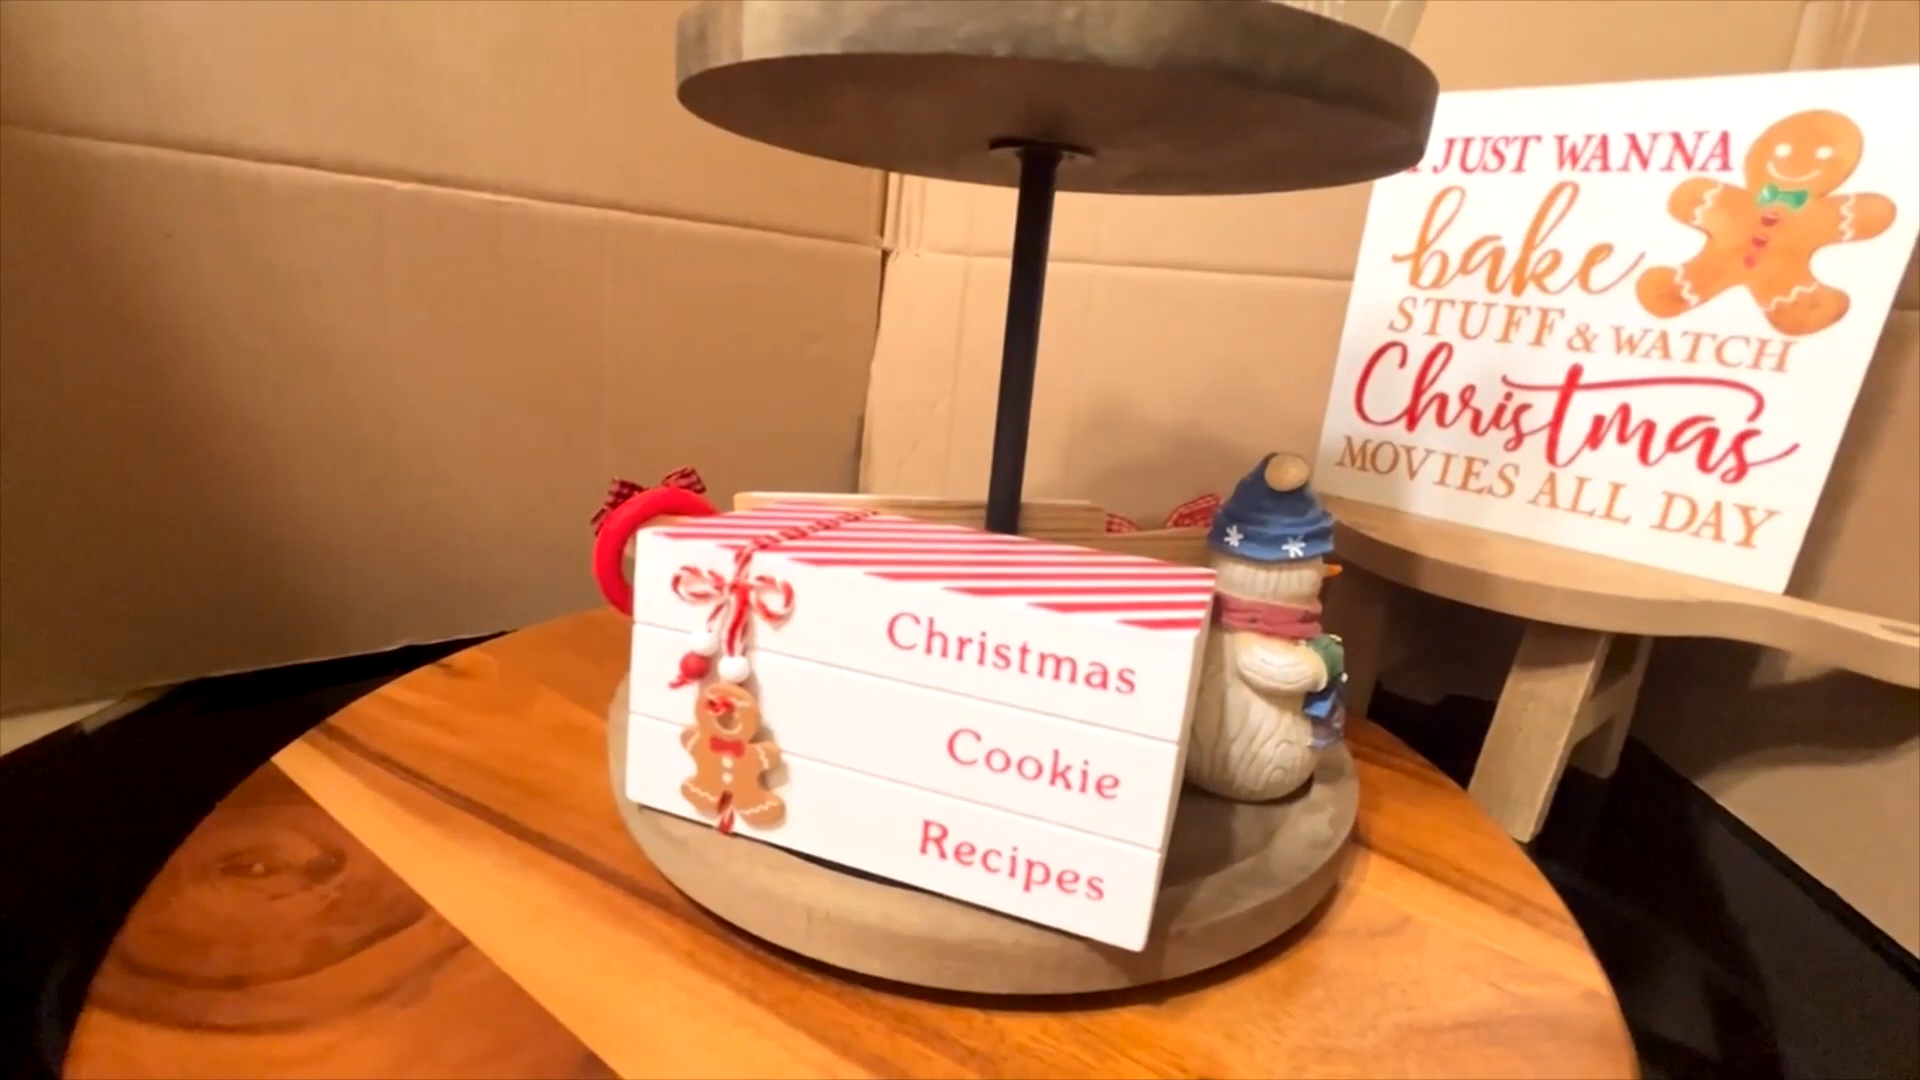 I JUST WANNA
bake
STUFF & WATCH
Christmas
MOVIES ALL DAY
Christmas
Cookie
Recipes